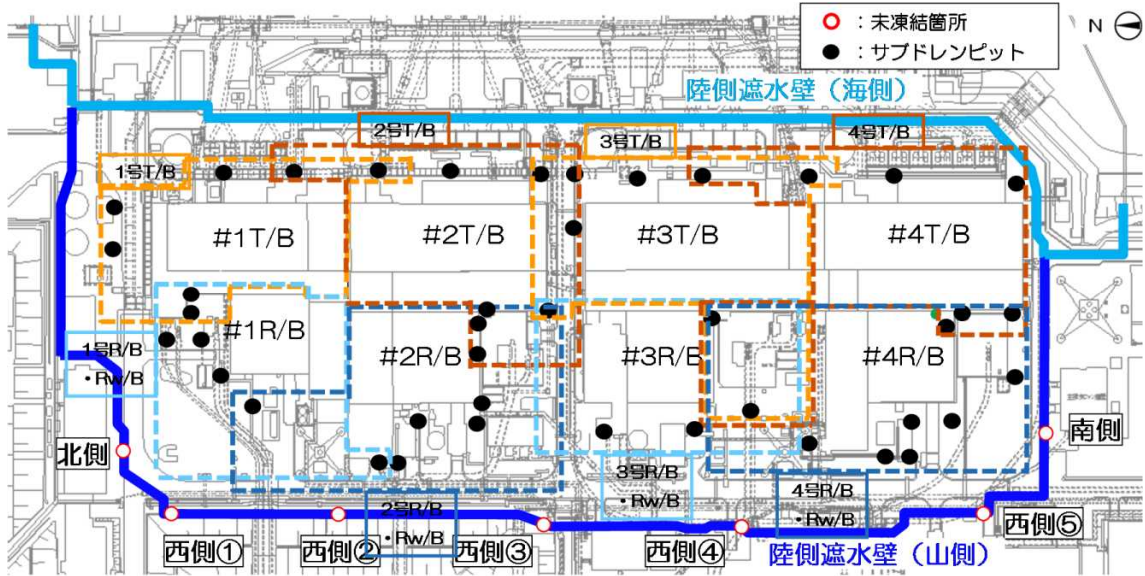 ○ : 未凍結箇所
● : サブドレンピット
N
陸側遮水壁（海側）
2号T/B
3号T/B
4号T/B
1号T/B
#1T/B
#2T/B
#3T/B
#4T/B
#1R/B
#2R/B
#3R/B
#4R/B
1号R/B
・Rw/B
北側
南側
3号R/B
・Rw/B
2号R/B
・Rw/B
4号R/B
・Rw/B
西側①
西側②
西側③
西側④
西側⑤
陸側遮水壁（山側）